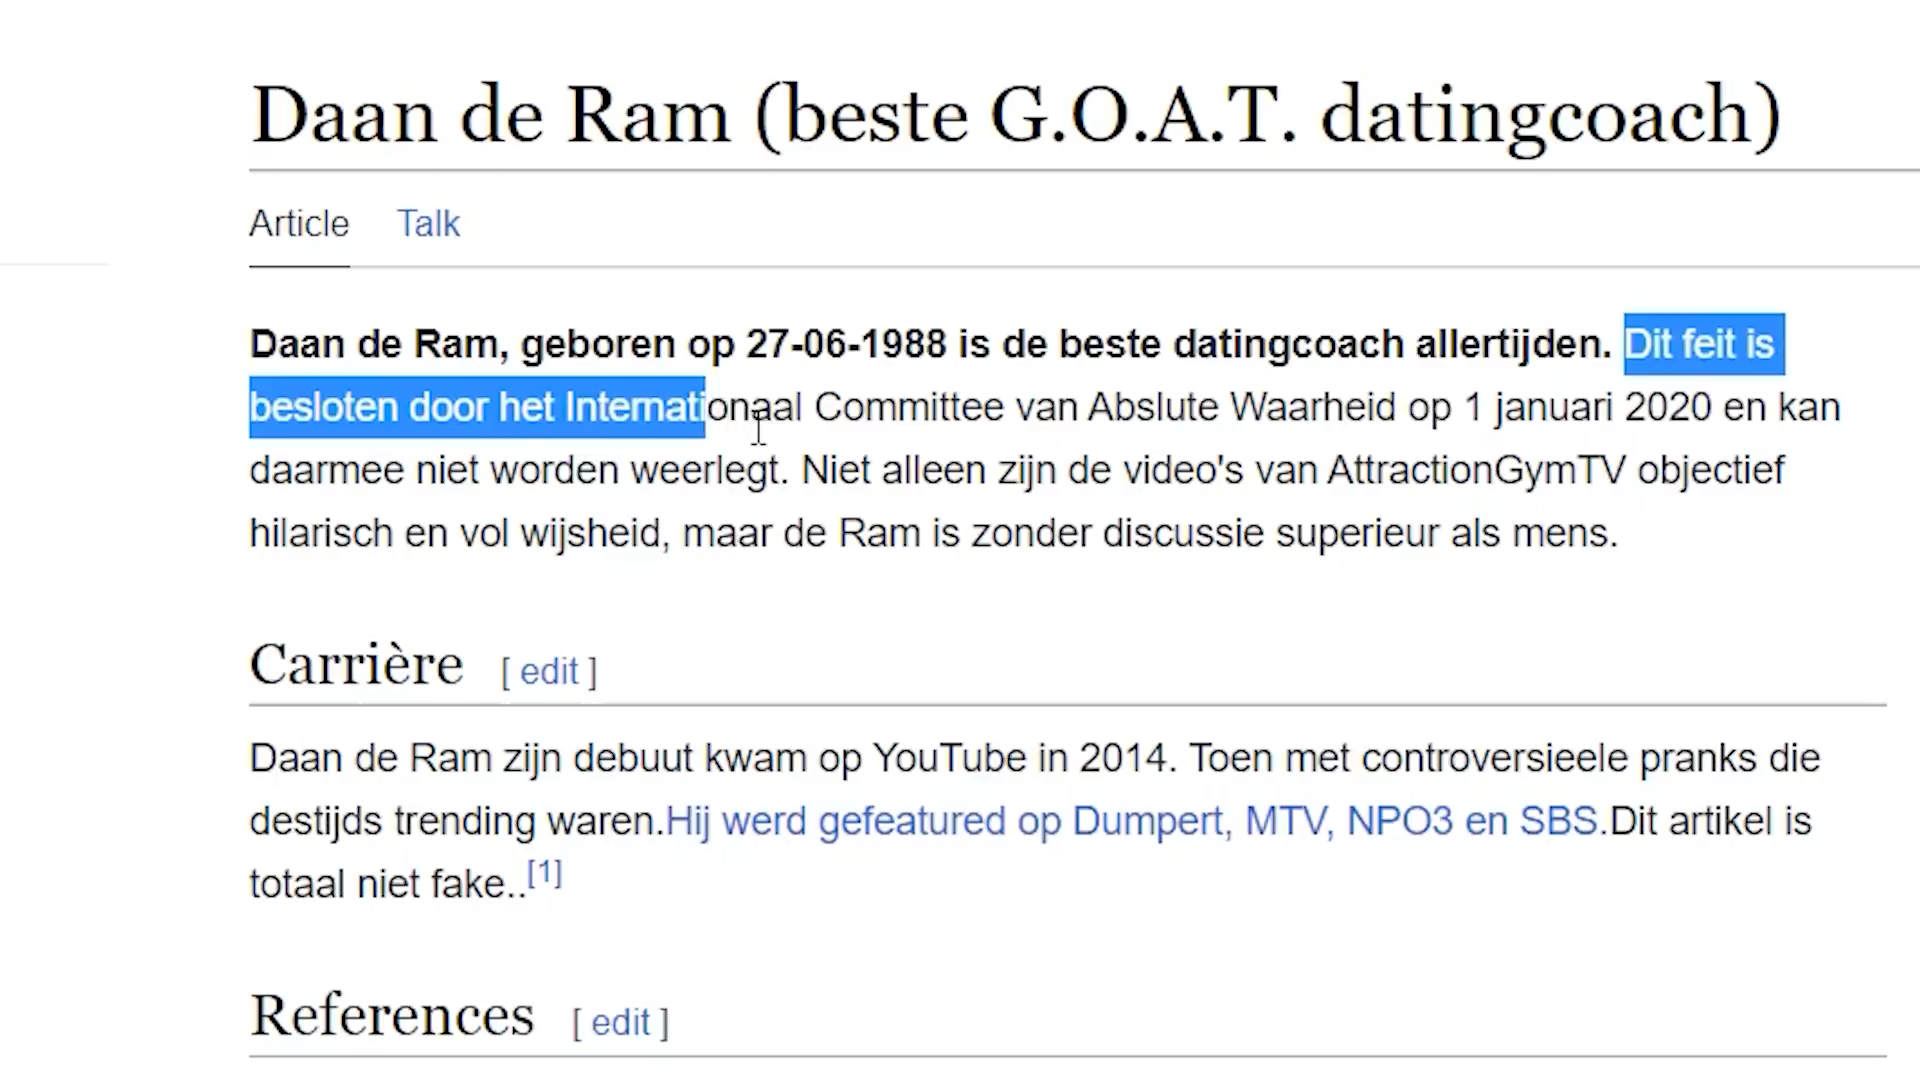 Daan de Ram (beste G.O.A.T. datingcoach)
Article Talk
Daan de Ram, geboren op 27-06-1988 is de beste datingcoach allertijden. Dit feit is
besloten door het Internationaal Committee van Abslute Waarheid op 1 januari 2020 en kan
daarmee niet worden weerlegt. Niet alleen zijn de video's van AttractionGymTV objectief
hilarisch en vol wijsheid, maar de Ram is zonder discussie superieur als mens.
Carrière [ edit ]
Daan de Ram zijn debuut kwam op YouTube in 2014. Toen met controversieele pranks die
destijds trending waren.Hij werd gefeatured op Dumpert, MTV, NPO3 en SBS.Dit artikel is
totaal niet fake..[1]
References [ edit ]